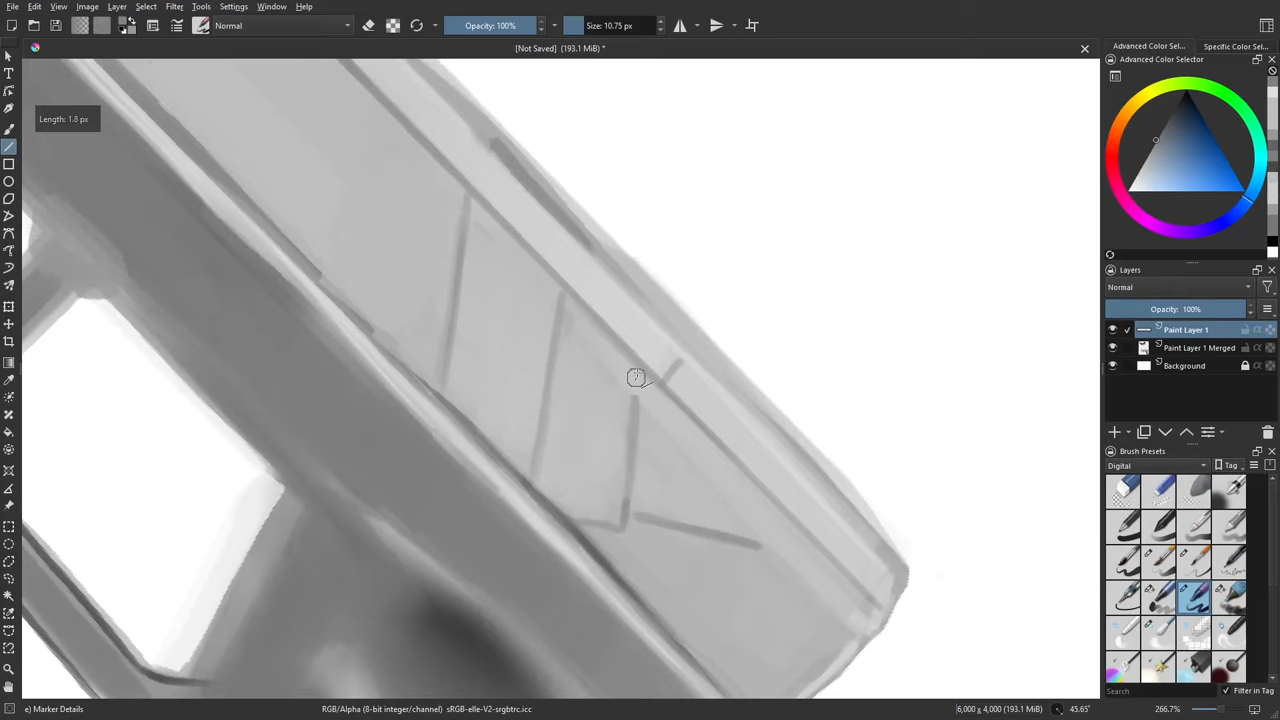 File Edit View Image Layer Select Filter Tools Settings Window Help
Normal Opacity: 100% Size: 10.75 px
[Not Saved] (193.1 MiB) *
Advanced Color Sel... Specific Color Sel...
Advanced Color Selector
Length: 1.8 px
Layers
Normal
Opacity: 100%
Paint Layer 1
Paint Layer 1 Merged
Background
Brush Presets
Digital Tag
Search Filter in Tag
e) Marker Details RGB/Alpha (8-bit integer/channel) sRGB-elle-V2-srgbtrc.icc 6,000 x 4,000 (193.1 MiB) 45.65° 266.7%